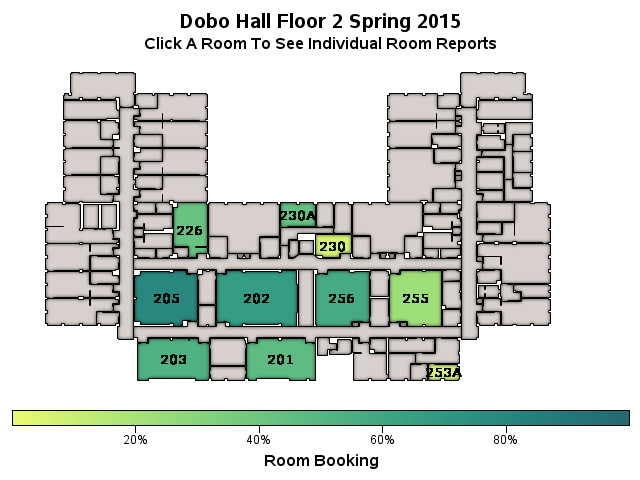 Dobo Hall Floor 2 Spring 2015
Click A Room To See Individual Room Reports
230A
226
230
205
202
256
255
203
201
253A
20%
40%
60%
80%
Room Booking